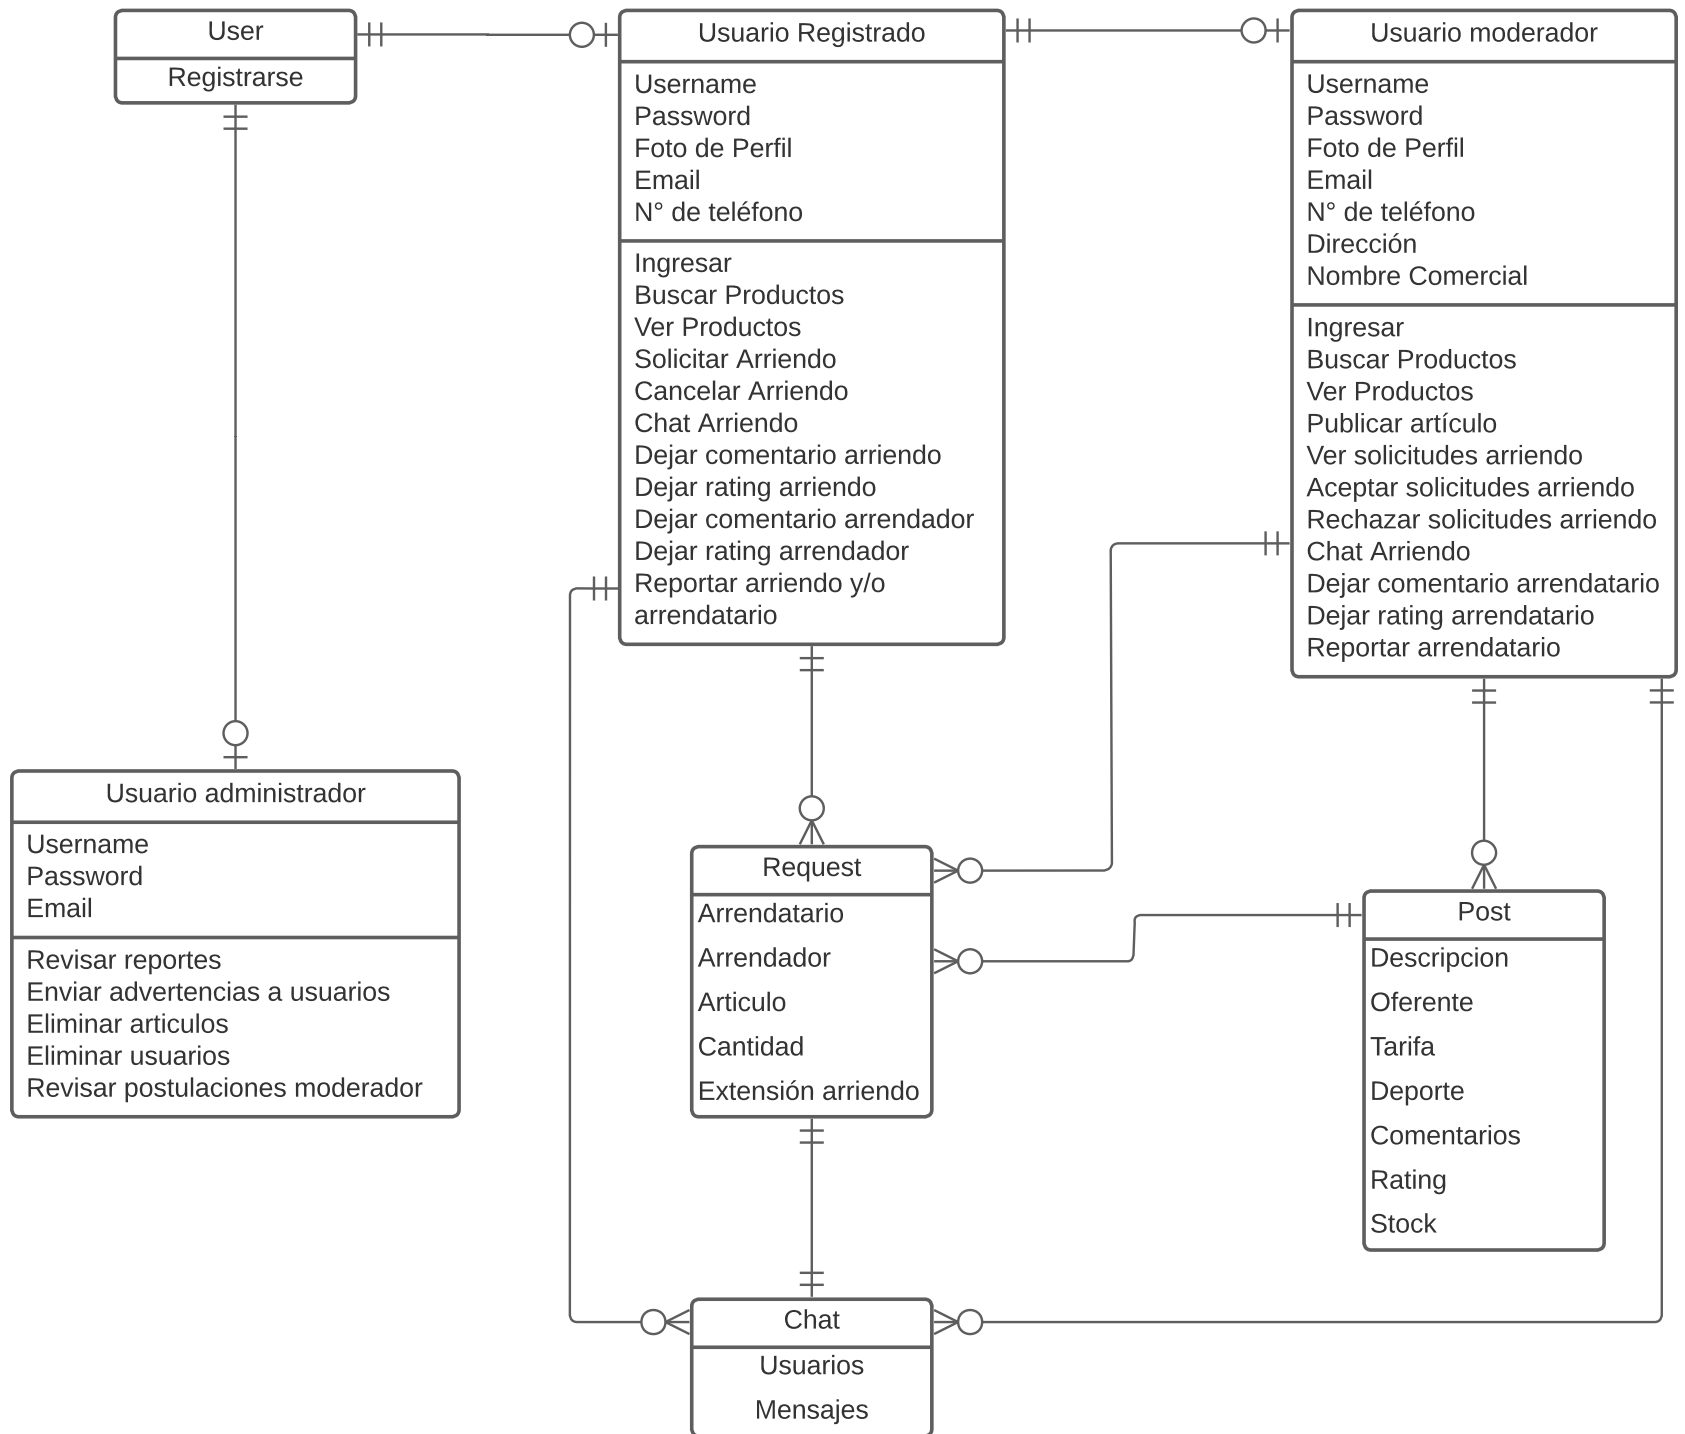 User
Registrarse
Usuario Registrado
Username
Password
Foto de Perfil
Email
N° de teléfono
Ingresar
Buscar Productos
Ver Productos
Solicitar Arriendo
Cancelar Arriendo
Chat Arriendo
Dejar comentario arriendo
Dejar rating arriendo
Dejar comentario arrendador
Dejar rating arrendador
Reportar arriendo y/o
arrendatario
Usuario moderador
Username
Password
Foto de Perfil
Email
N° de teléfono
Dirección
Nombre Comercial
Ingresar
Buscar Productos
Ver Productos
Publicar artículo
Ver solicitudes arriendo
Aceptar solicitudes arriendo
Rechazar solicitudes arriendo
Chat Arriendo
Dejar comentario arrendatario
Dejar rating arrendatario
Reportar arrendatario
Usuario administrador
Username
Password
Email
Revisar reportes
Enviar advertencias a usuarios
Eliminar articulos
Eliminar usuarios
Revisar postulaciones moderador
Request
Arrendatario
Arrendador
Articulo
Cantidad
Extensión arriendo
Post
Descripcion
Oferente
Tarifa
Deporte
Comentarios
Rating
Stock
Chat
Usuarios
Mensajes